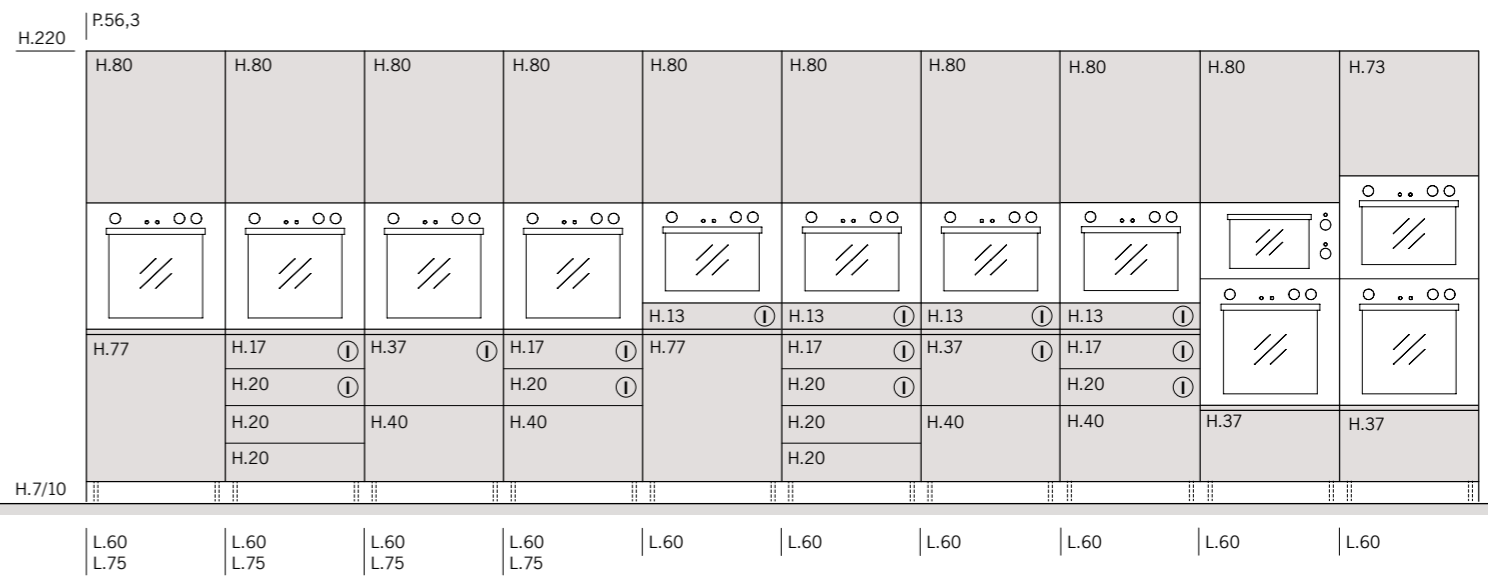 P.56,3
H.220
H.80 H.80 H.80 H.80 H.80 H.80 H.80 H.80 H.80 H.73
H.13 H.13 H.13 H.13
H.77 H.17 H.37 H.17 H.77 H.17 H.37 H.17
H.20 H.20 H.20 H.20
H.20 H.40 H.40 H.20 H.40 H.40 H.37 H.37
H.20 H.20
H.7/10
L.60 L.60 L.60 L.60 L.60 L.60 L.60 L.60 L.60 L.60
L.75 L.75 L.75 L.75